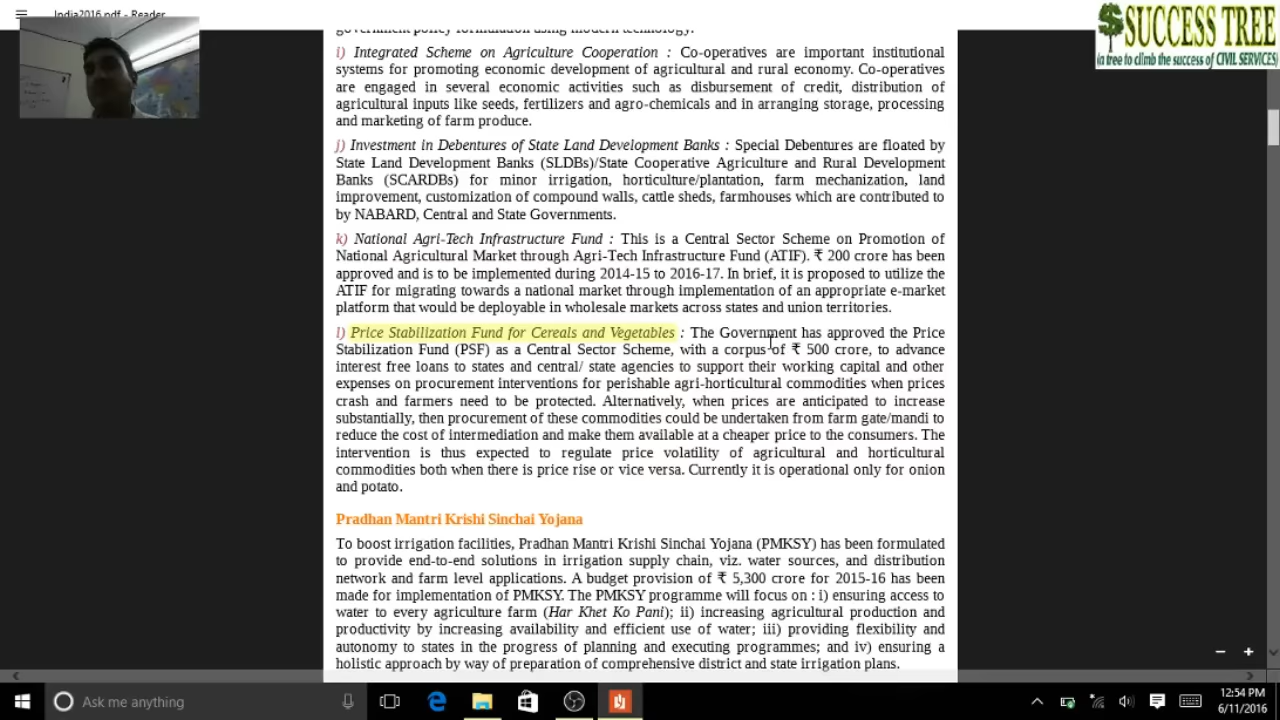 India2016.pdf - Reader
SUCCESS TREE
(a tree to climb the success of CIVIL SERVICES)
government policy formulation using modern technology.
i) Integrated Scheme on Agriculture Cooperation : Co-operatives are important institutional
systems for promoting economic development of agricultural and rural economy. Co-operatives
are engaged in several economic activities such as disbursement of credit, distribution of
agricultural inputs like seeds, fertilizers and agro-chemicals and in arranging storage, processing
and marketing of farm produce.
j) Investment in Debentures of State Land Development Banks : Special Debentures are floated by
State Land Development Banks (SLDBs)/State Cooperative Agriculture and Rural Development
Banks (SCARDBs) for minor irrigation, horticulture/plantation, farm mechanization, land
improvement, customization of compound walls, cattle sheds, farmhouses which are contributed to
by NABARD, Central and State Governments.
k) National Agri-Tech Infrastructure Fund : This is a Central Sector Scheme on Promotion of
National Agricultural Market through Agri-Tech Infrastructure Fund (ATIF). ₹ 200 crore has been
approved and is to be implemented during 2014-15 to 2016-17. In brief, it is proposed to utilize the
ATIF for migrating towards a national market through implementation of an appropriate e-market
platform that would be deployable in wholesale markets across states and union territories.
l) Price Stabilization Fund for Cereals and Vegetables : The Government has approved the Price
Stabilization Fund (PSF) as a Central Sector Scheme, with a corpus of ₹ 500 crore, to advance
interest free loans to states and central/ state agencies to support their working capital and other
expenses on procurement interventions for perishable agri-horticultural commodities when prices
crash and farmers need to be protected. Alternatively, when prices are anticipated to increase
substantially, then procurement of these commodities could be undertaken from farm gate/mandi to
reduce the cost of intermediation and make them available at a cheaper price to the consumers. The
intervention is thus expected to regulate price volatility of agricultural and horticultural
commodities both when there is price rise or vice versa. Currently it is operational only for onion
and potato.
Pradhan Mantri Krishi Sinchai Yojana
To boost irrigation facilities, Pradhan Mantri Krishi Sinchai Yojana (PMKSY) has been formulated
to provide end-to-end solutions in irrigation supply chain, viz. water sources, and distribution
network and farm level applications. A budget provision of ₹ 5,300 crore for 2015-16 has been
made for implementation of PMKSY. The PMKSY programme will focus on : i) ensuring access to
water to every agriculture farm (Har Khet Ko Pani); ii) increasing agricultural production and
productivity by increasing availability and efficient use of water; iii) providing flexibility and
autonomy to states in the progress of planning and executing programmes; and iv) ensuring a
holistic approach by way of preparation of comprehensive district and state irrigation plans.
Ask me anything
12:54 PM
6/11/2016